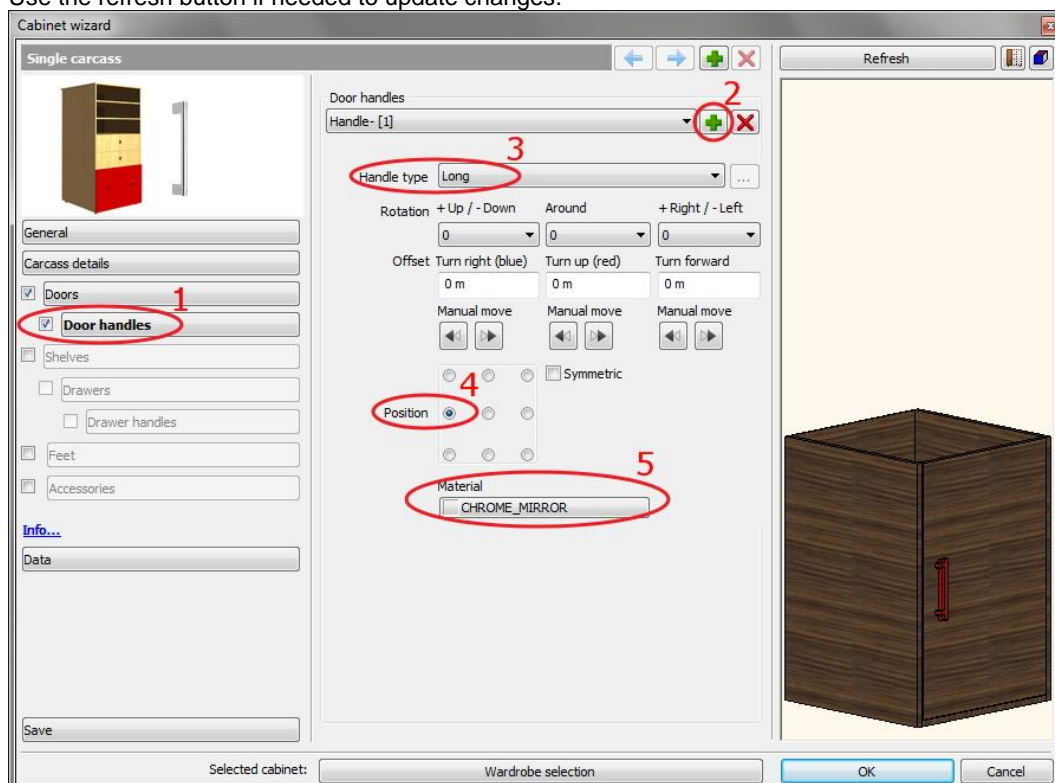 Use the refresh button if needed to update changes.
Cabinet wizard
Single carcass
Refresh
General
Carcass details
Doors
1
Door handles
Shelves
Drawers
Drawer handles
Feet
Accessories
Info...
Data
Save
Door handles
2
Handle- [1]
3
Handle type Long ...
Rotation + Up / - Down Around + Right / - Left
0 0 0
Offset Turn right (blue) Turn up (red) Turn forward
0 m 0 m 0 m
Manual move Manual move Manual move
Symmetric
4
Position
5
Material
CHROME_MIRROR
Selected cabinet: Wardrobe selection OK Cancel